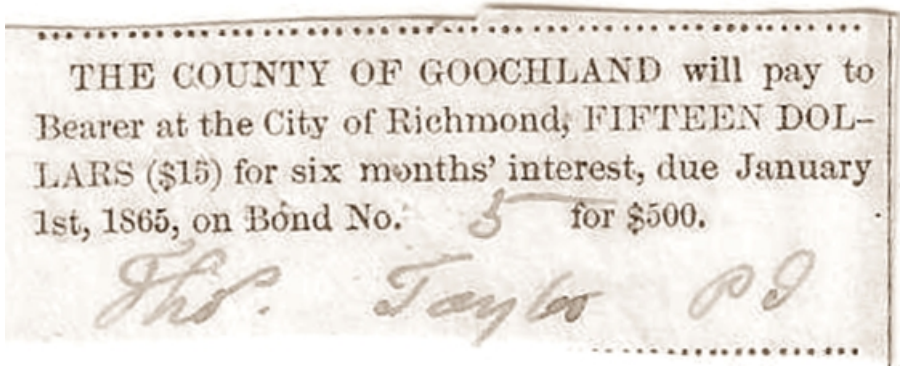 THE COUNTY OF GOOCHLAND will pay to
Bearer at the City of Richmond, FIFTEEN DOL-
LARS ($15) for six months' interest, due January
1st, 1865, on Bond No. 5 for $500.
Tho. Taylor P J